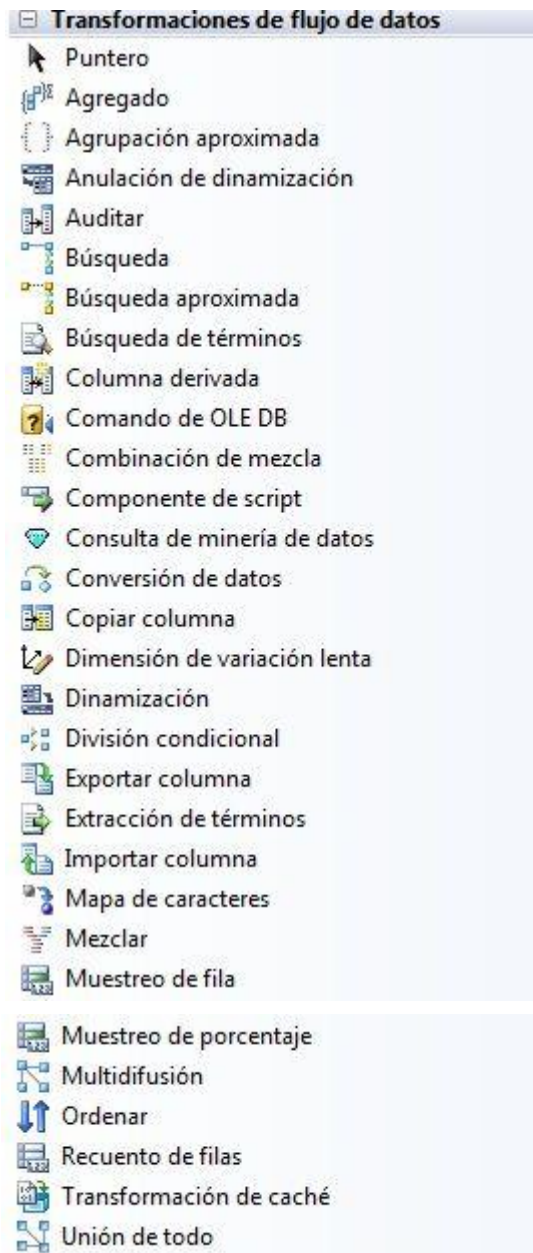 Transformaciones de flujo de datos
Puntero
Agregado
Agrupación aproximada
Anulación de dinamización
Auditar
Búsqueda
Búsqueda aproximada
Búsqueda de términos
Columna derivada
Comando de OLE DB
Combinación de mezcla
Componente de script
Consulta de minería de datos
Conversión de datos
Copiar columna
Dimensión de variación lenta
Dinamización
División condicional
Exportar columna
Extracción de términos
Importar columna
Mapa de caracteres
Mezclar
Muestreo de fila
Muestreo de porcentaje
Multidifusión
Ordenar
Recuento de filas
Transformación de caché
Unión de todo